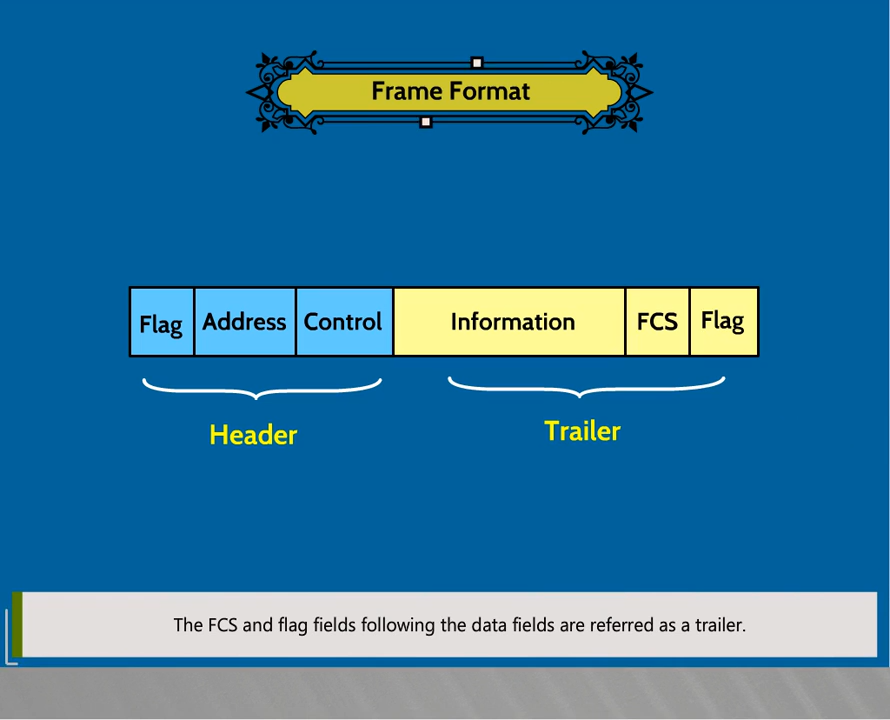 Frame Format
Flag Address Control Information FCS Flag
Header Trailer
The FCS and flag fields following the data fields are referred as a trailer.